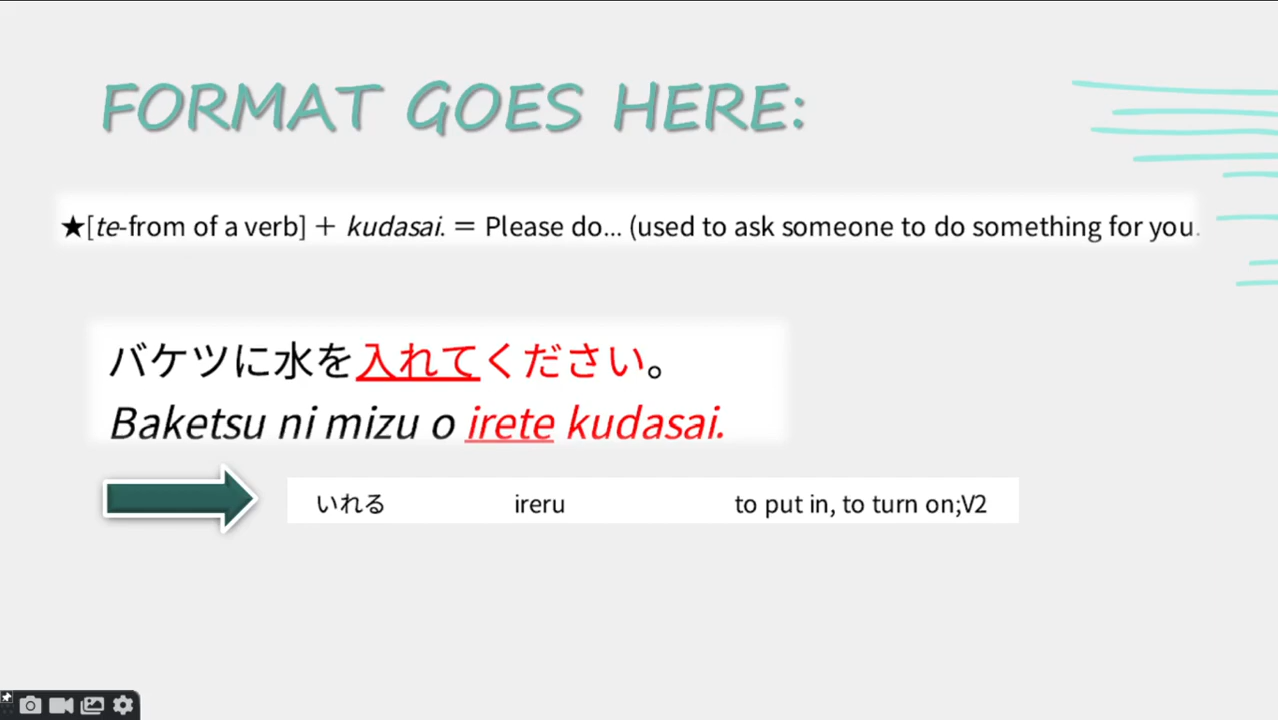 FORMAT GOES HERE:
★[te-from of a verb] + kudasai. = Please do... (used to ask someone to do something for you.
バケツに水を入れてください。
Baketsu ni mizu o irete kudasai.
いれる ireru to put in, to turn on;V2